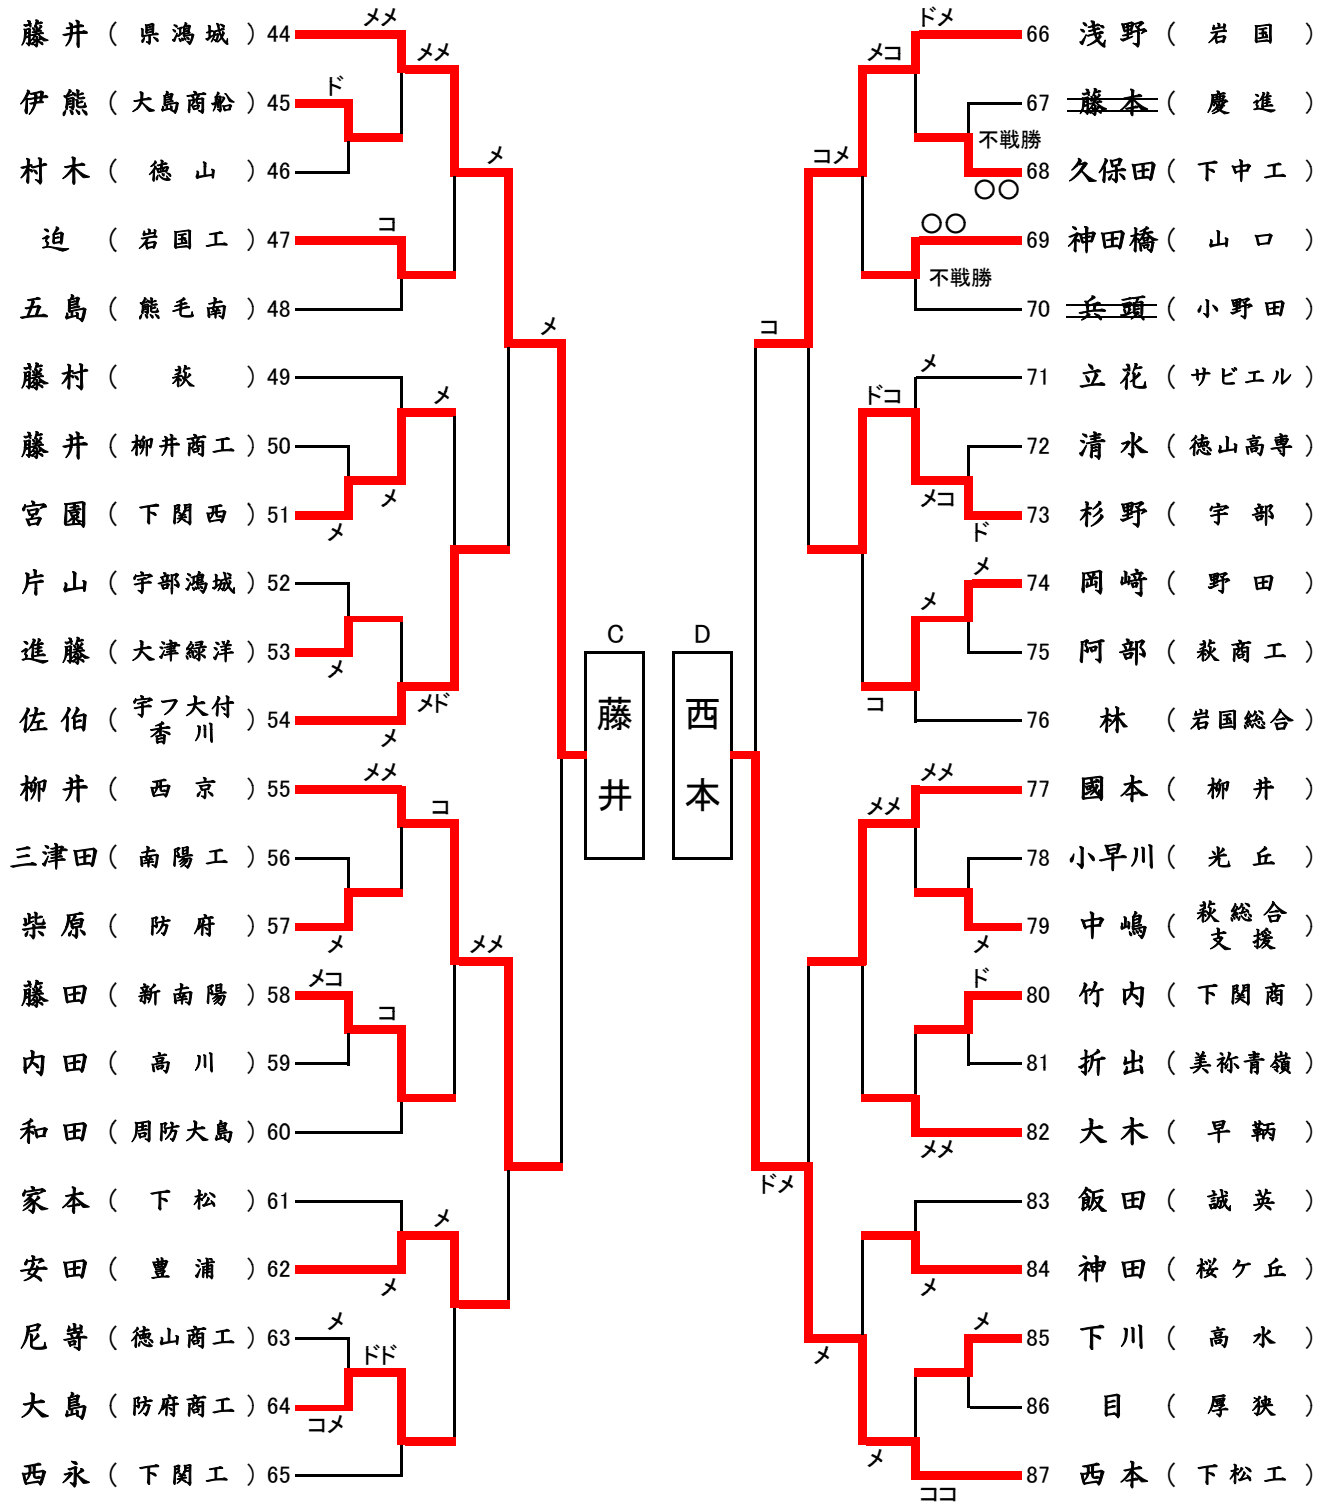 メメ
藤井（県鴻城）44
メメ
ド
伊熊（大島商船）45
村木（徳山）46
メ
コ
迫（岩国工）47
五島（熊毛南）48
メ
藤村（萩）49
メ
藤井（柳井商工）50
メ
宮園（下関西）51
メ
片山（宇部鴻城）52
進藤（大津緑洋）53
メ
メド
佐伯（宇フ大付香川）54
メ
メメ
柳井（西京）55
コ
三津田（南陽工）56
柴原（防府）57
メ
メメ
メコ
藤田（新南陽）58
コ
内田（高川）59
和田（周防大島）60
家本（下松）61
メ
安田（豊浦）62
メ
メ
尼嵜（徳山商工）63
ドド
大島（防府商工）64
コメ
西永（下関工）65
C
藤井
D
西本
ドメ
66 浅野（岩国）
メコ
67 藤本（慶進）
不戦勝
コメ
68 久保田（下中工）
〇〇
〇〇
69 神田橋（山口）
不戦勝
70 兵頭（小野田）
コ
メ
71 立花（サビエル）
ドコ
72 清水（徳山高専）
メコ
73 杉野（宇部）
ド
メ
74 岡﨑（野田）
メ
75 阿部（萩商工）
コ
76 林（岩国総合）
メメ
77 國本（柳井）
メメ
78 小早川（光丘）
79 中嶋（萩総合支援）
メ
ド
80 竹内（下関商）
81 折出（美祢青嶺）
82 大木（早鞆）
メメ
ドメ
83 飯田（誠英）
84 神田（桜ケ丘）
メ
メ
85 下川（高水）
メ
86 目（厚狭）
メ
87 西本（下松工）
ココ